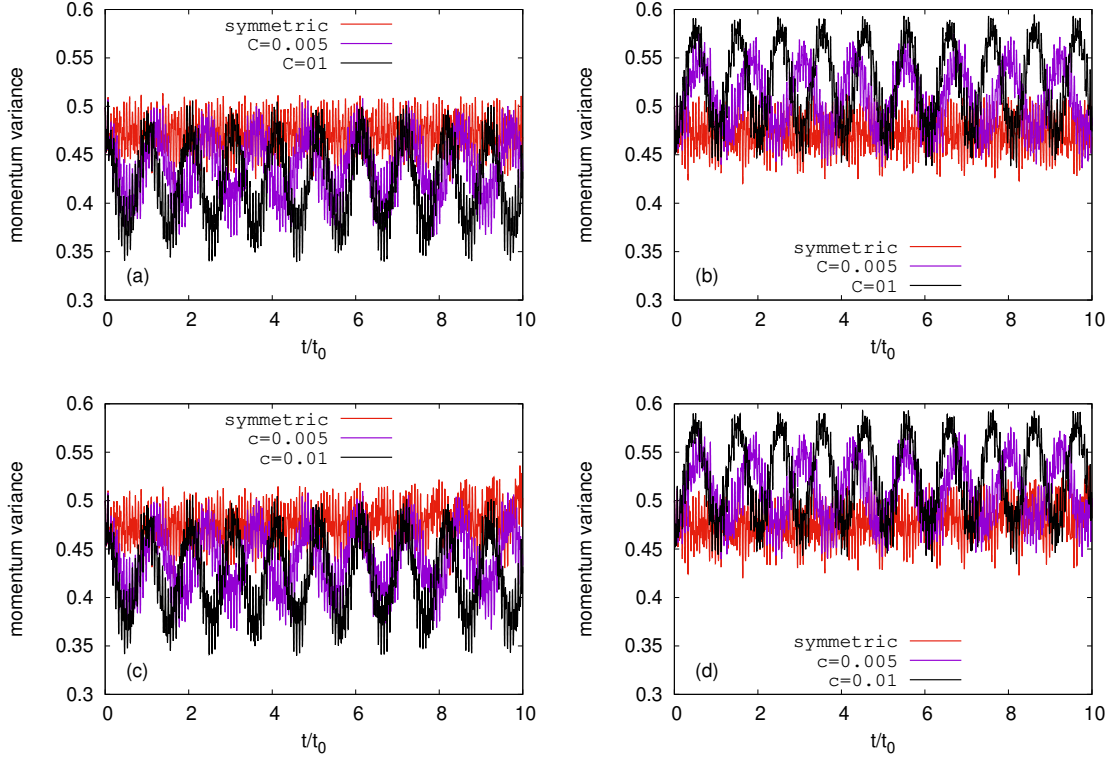 momentum variance
0.6
0.55
0.5
0.45
0.4
0.35
0.3
symmetric
C=0.005
C=01
(a)
0 2 4 6 8 10
t/t0
momentum variance
0.6
0.55
0.5
0.45
0.4
0.35
0.3
symmetric
C=0.005
C=01
(b)
0 2 4 6 8 10
t/t0
momentum variance
0.6
0.55
0.5
0.45
0.4
0.35
0.3
symmetric
c=0.005
c=0.01
(c)
0 2 4 6 8 10
t/t0
momentum variance
0.6
0.55
0.5
0.45
0.4
0.35
0.3
symmetric
c=0.005
c=0.01
(d)
0 2 4 6 8 10
t/t0